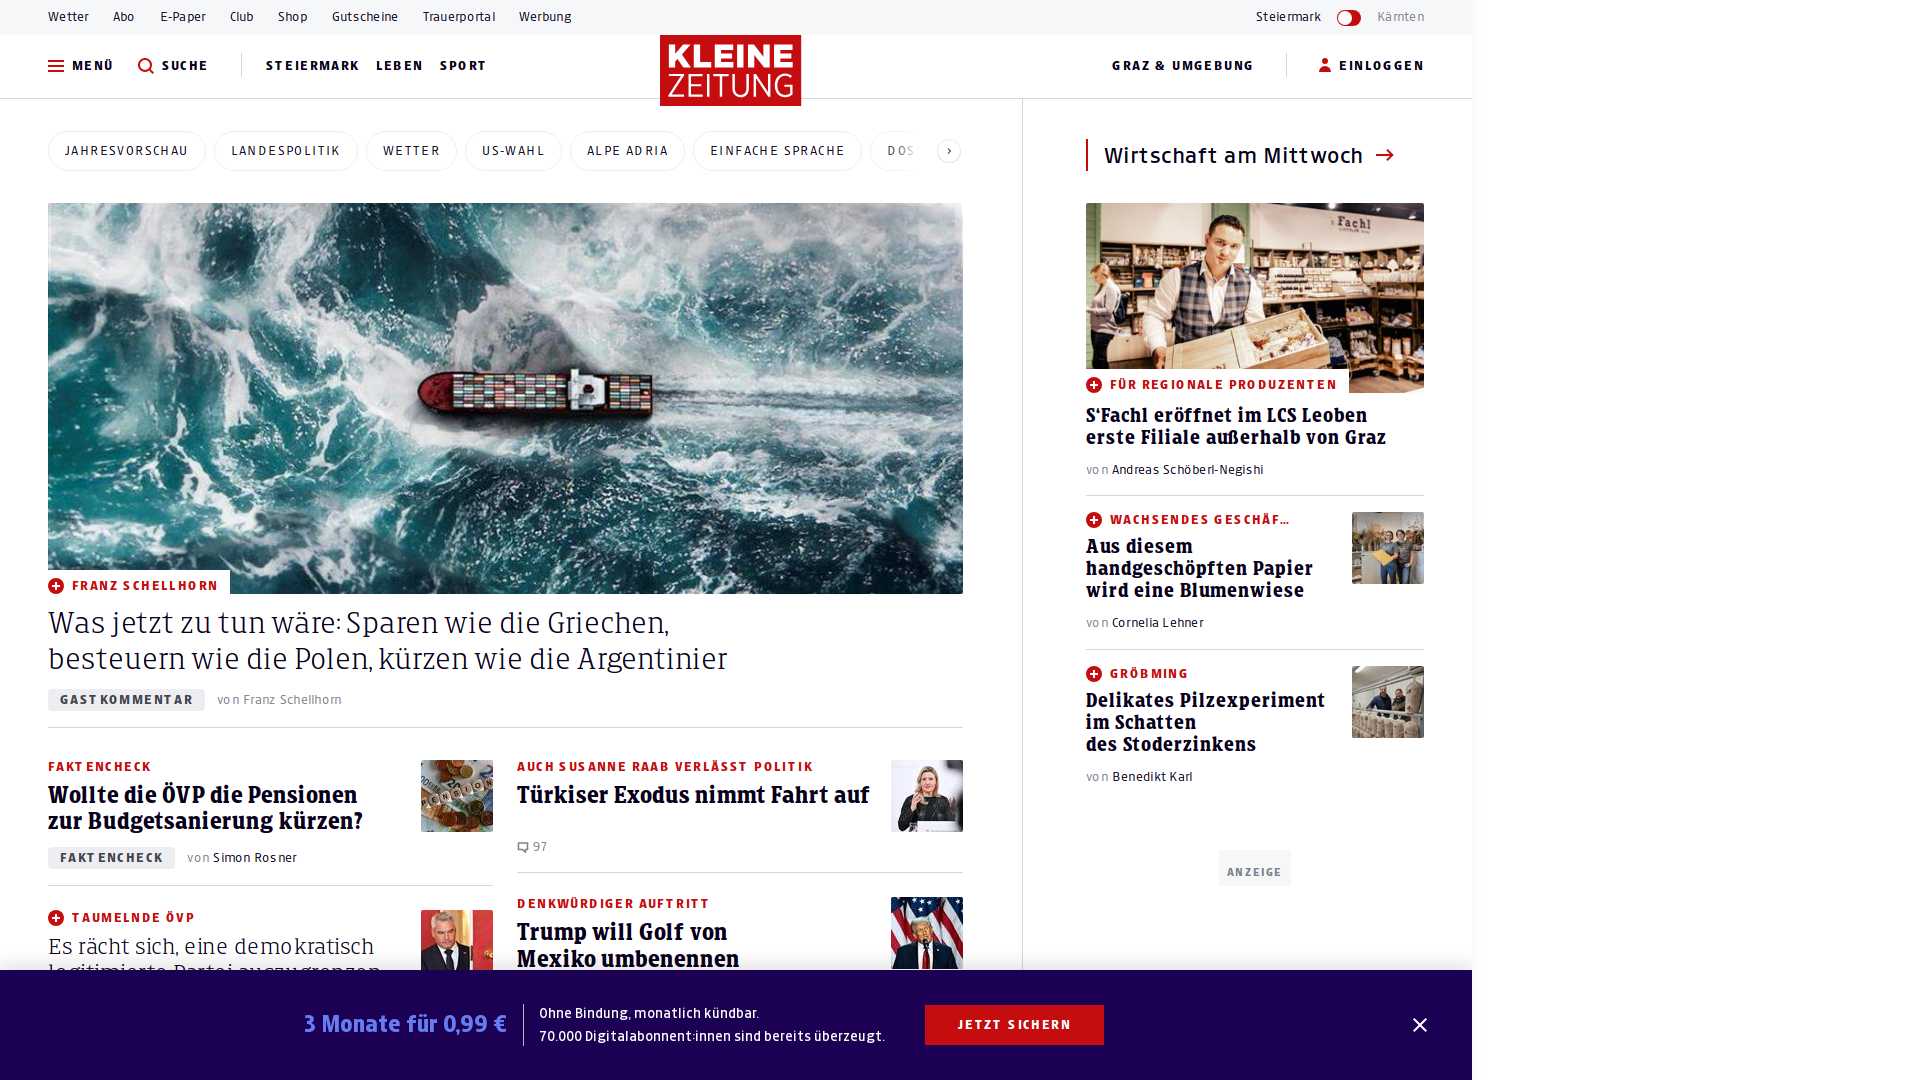 Wetter Abo E-Paper Club Shop Gutscheine Trauerportal Werbung Steiermark Kärnten
MENÜ SUCHE STEIERMARK LEBEN SPORT KLEINE ZEITUNG GRAZ & UMGEBUNG EINLOGGEN
JAHRESVORSCHAU LANDESPOLITIK WETTER US-WAHL ALPE ADRIA EINFACHE SPRACHE DOS
FRANZ SCHELLHORN
Was jetzt zu tun wäre: Sparen wie die Griechen,
besteuern wie die Polen, kürzen wie die Argentinier
GASTKOMMENTAR von Franz Schellhorn
FAKTENCHECK
Wollte die ÖVP die Pensionen
zur Budgetsanierung kürzen?
FAKTENCHECK von Simon Rosner
PENSION
TAUMELNDE ÖVP
Es rächt sich, eine demokratisch
legitimierte Partei auszugrenzen
AUCH SUSANNE RAAB VERLÄSST POLITIK
Türkiser Exodus nimmt Fahrt auf
97
DENKWÜRDIGER AUFTRITT
Trump will Golf von
Mexiko umbenennen
Wirtschaft am Mittwoch
Fachl
FÜR REGIONALE PRODUZENTEN
S'Fachl eröffnet im LCS Leoben
erste Filiale außerhalb von Graz
von Andreas Schöberl-Negishi
WACHSENDES GESCHÄF...
Aus diesem
handgeschöpften Papier
wird eine Blumenwiese
von Cornelia Lehner
GRÖBMING
Delikates Pilzexperiment
im Schatten
des Stoderzinkens
von Benedikt Karl
ANZEIGE
3 Monate für 0,99 €
Ohne Bindung, monatlich kündbar.
70.000 Digitalabonnent:innen sind bereits überzeugt.
JETZT SICHERN